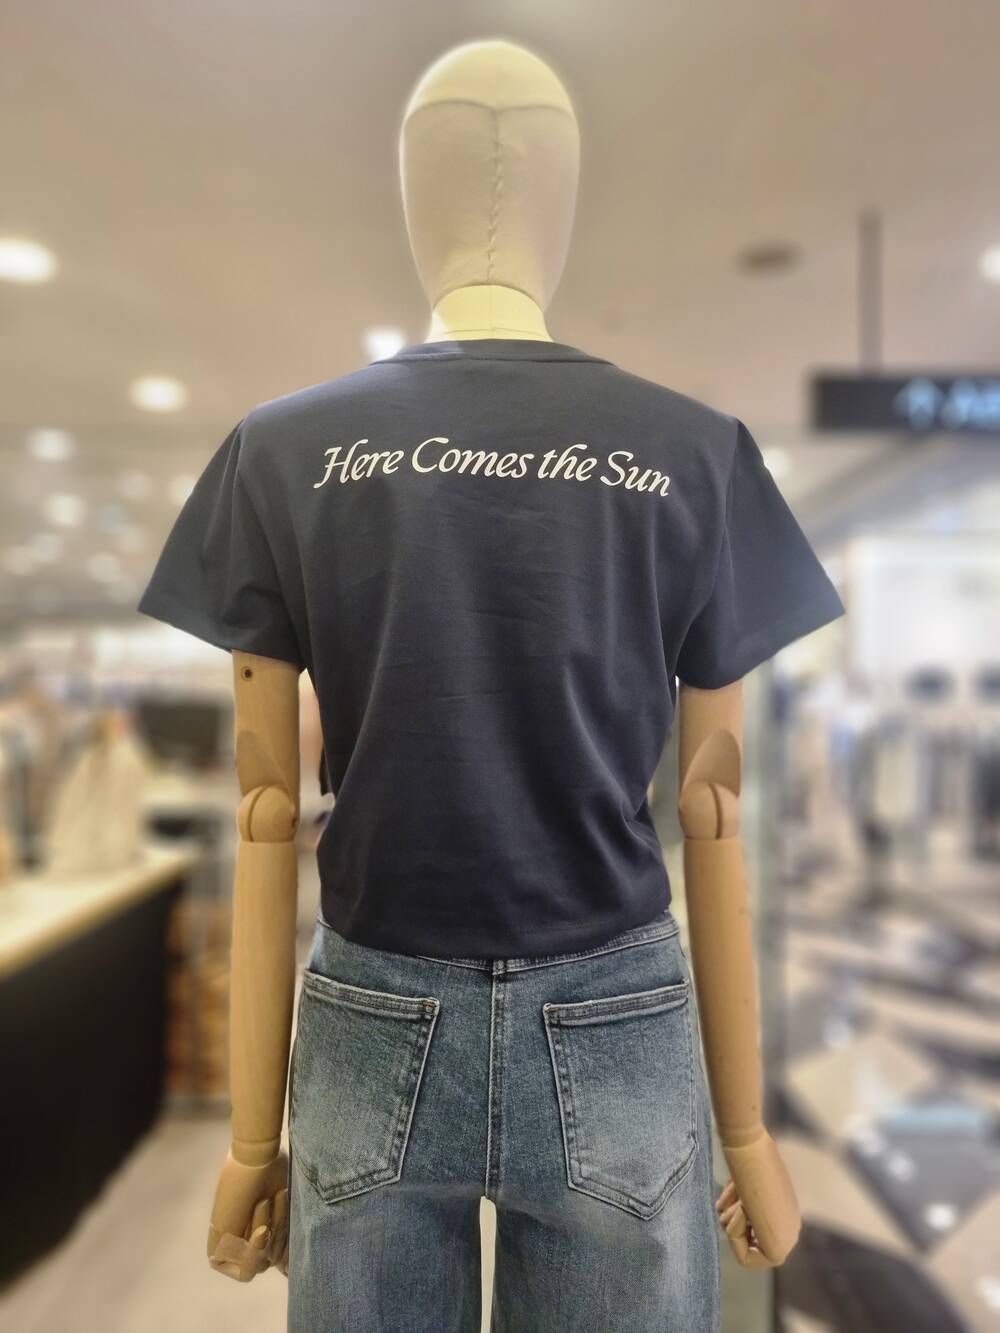 Here Comes the Sun